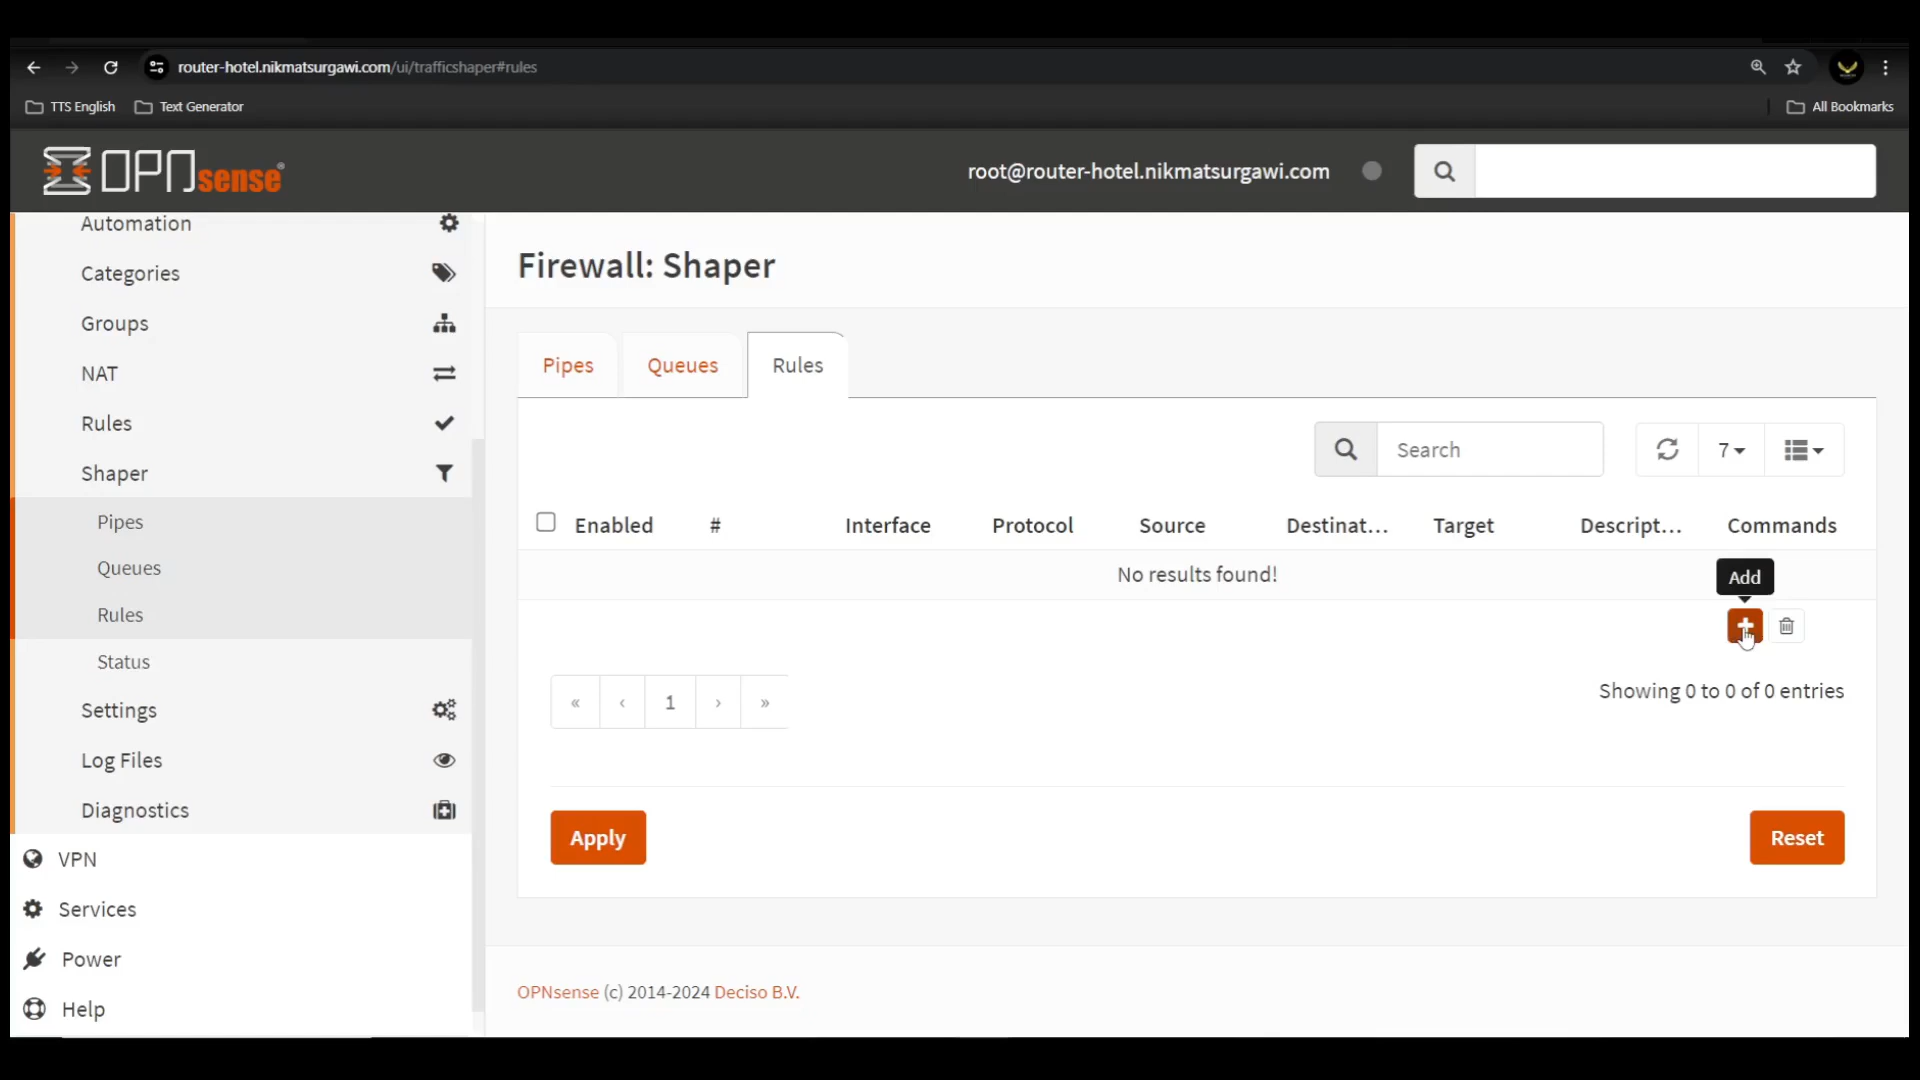 router-hotel.nikmatsurgawi.com/ui/trafficshaper#rules
TTS English
Text Generator
All Bookmarks
OPNsense®
root@router-hotel.nikmatsurgawi.com
Automation
Categories
Groups
NAT
Rules
Shaper
Pipes
Queues
Rules
Status
Settings
Log Files
Diagnostics
VPN
Services
Power
Help
Firewall: Shaper
Pipes
Queues
Rules
Search
7
Enabled # Interface Protocol Source Destinat... Target Descript... Commands
No results found!
Add
« ‹ 1 › »
Showing 0 to 0 of 0 entries
Apply
Reset
OPNsense (c) 2014-2024 Deciso B.V.